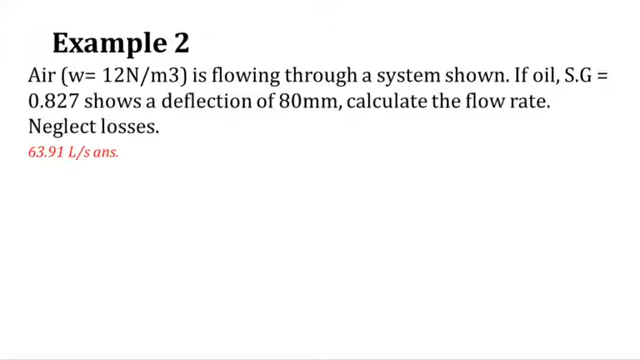 Example 2
Air (w= 12N/m3) is flowing through a system shown. If oil, S.G =
0.827 shows a deflection of 80mm, calculate the flow rate.
Neglect losses.
63.91 L/s ans.